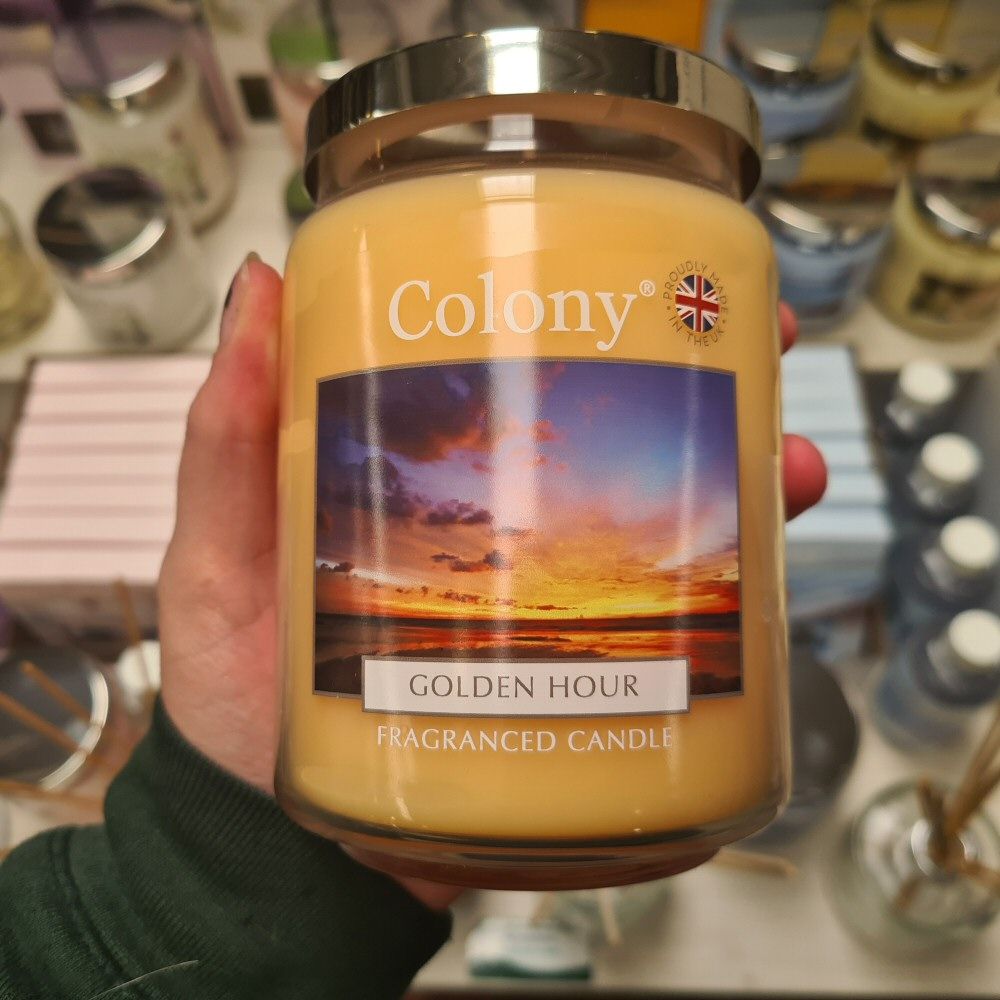 Colony®
PROUDLY MADE
• IN THE UK •
GOLDEN HOUR
FRAGRANCED CANDLE